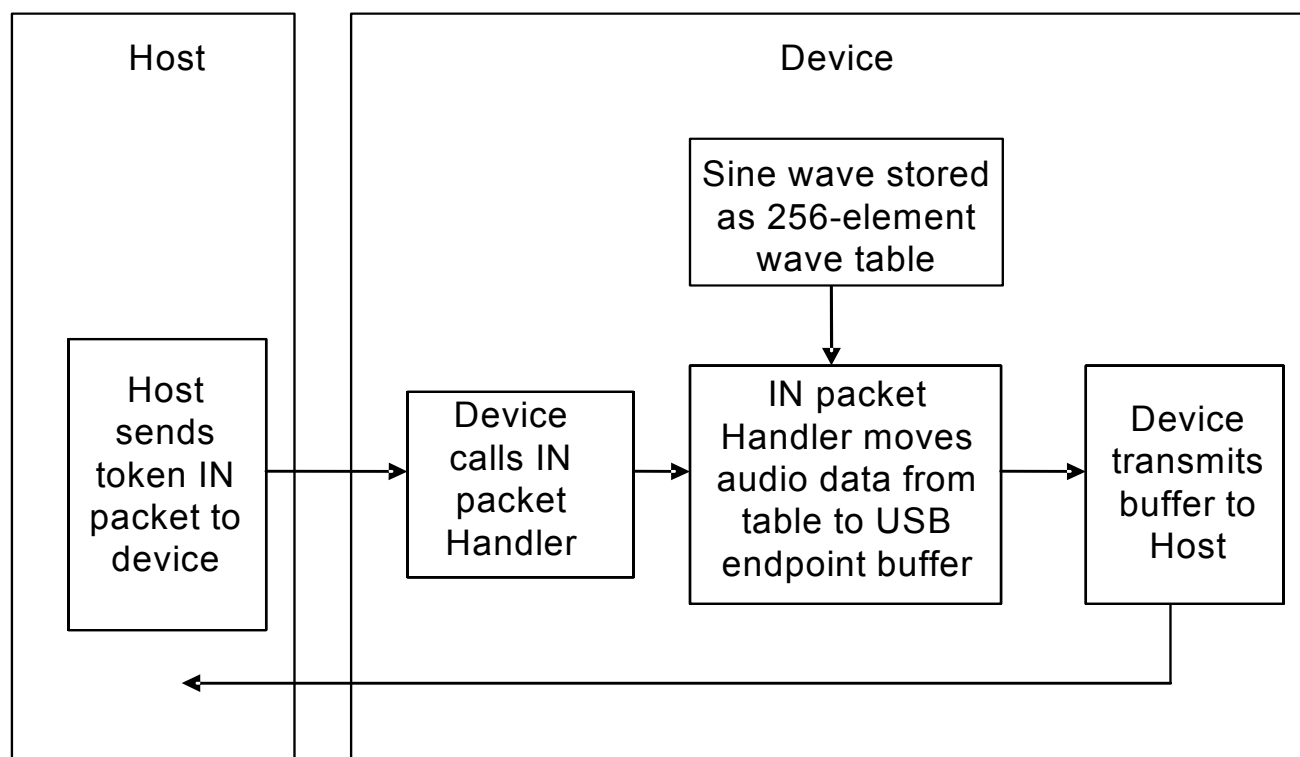 Host
Device
Sine wave stored
as 256-element
wave table
Host
sends
token IN
packet to
device
Device
calls IN
packet
Handler
IN packet
Handler moves
audio data from
table to USB
endpoint buffer
Device
transmits
buffer to
Host